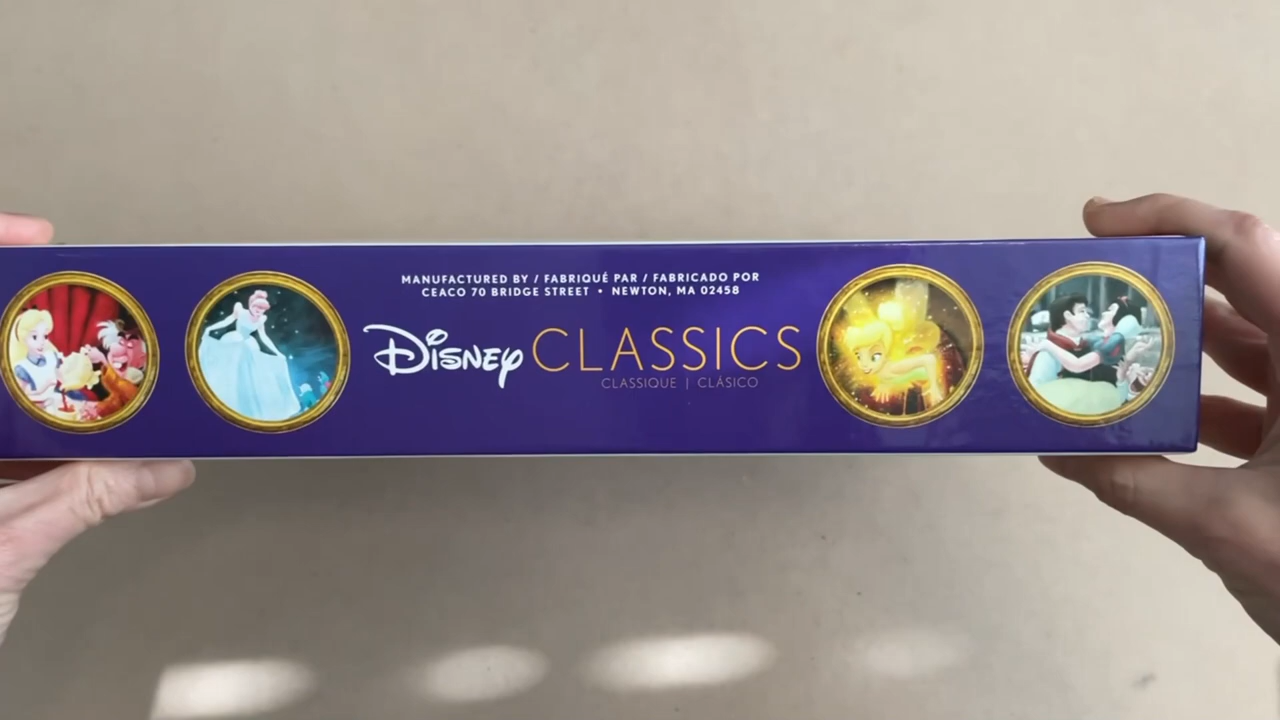 MANUFACTURED BY / FABRIQUÉ PAR / FABRICADO POR
CEACO 70 BRIDGE STREET • NEWTON, MA 02458
DISNEY CLASSICS
CLASSIQUE | CLÁSICO